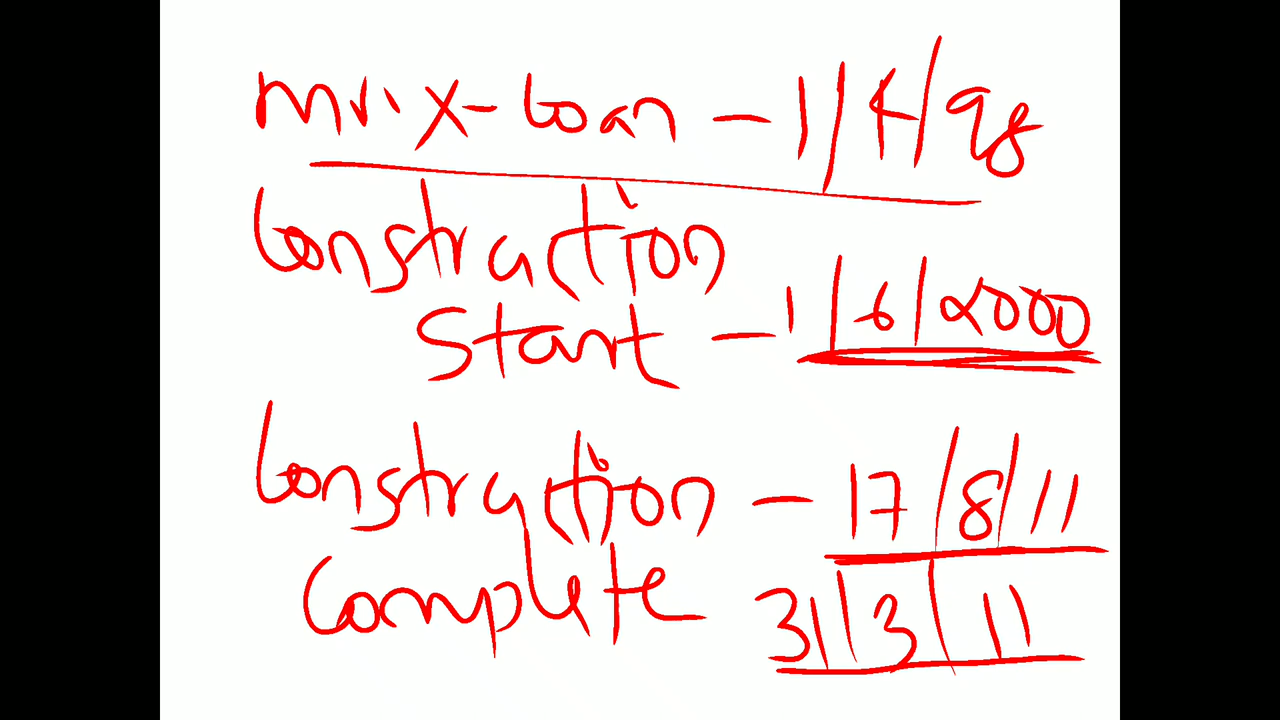 Mr. X - Loan - 1/4/98
Construction
Start - 1/6/2000
Construction - 17/8/11
Complete 31/3/11